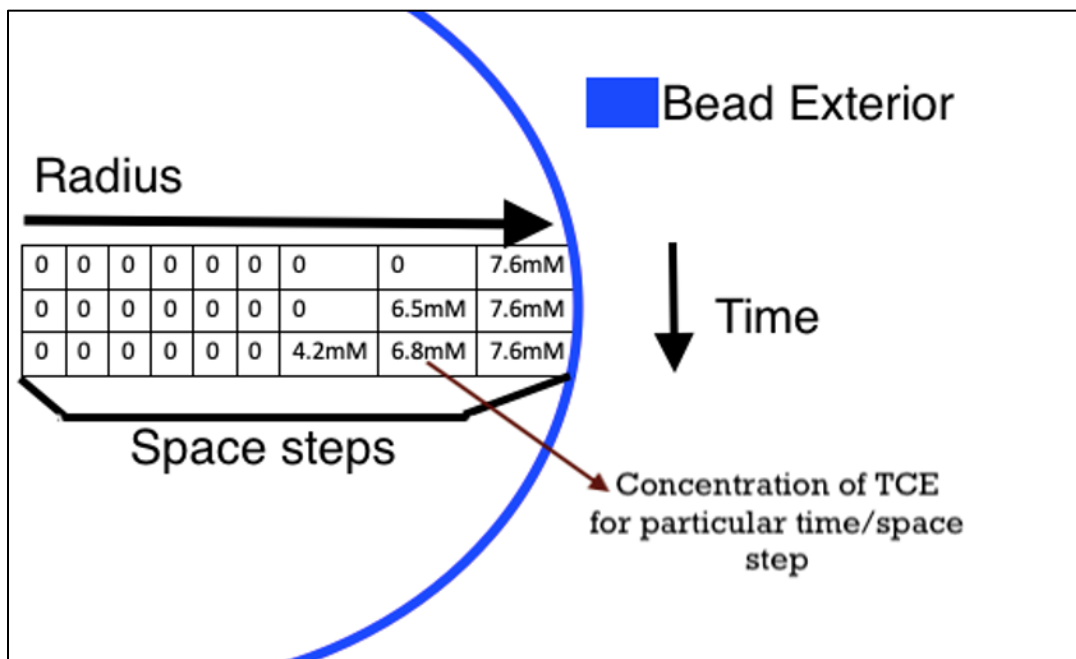 Bead Exterior
Radius
0 0 0 0 0 0 0 0 7.6mM
0 0 0 0 0 0 0 6.5mM 7.6mM
0 0 0 0 0 0 4.2mM 6.8mM 7.6mM
Time
Space steps
Concentration of TCE
for particular time/space
step